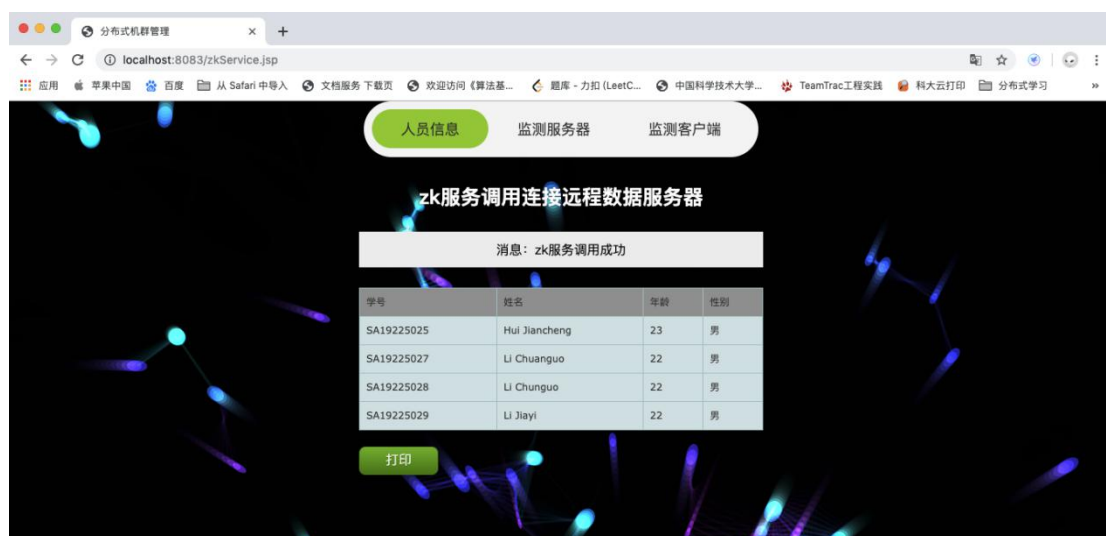 分布式机群管理
localhost:8083/zkService.jsp
应用 苹果中国 百度 从 Safari 中导入 文档服务 下载页 欢迎访问《算法基... 题库 - 力扣 (LeetC... 中国科学技术大学... TeamTrac工程实践 科大云打印 分布式学习 »
人员信息 监测服务器 监测客户端
zk服务调用连接远程数据服务器
消息：zk服务调用成功
学号 姓名 年龄 性别
SA19225025 Hui Jiancheng 23 男
SA19225027 Li Chuanguo 22 男
SA19225028 Li Chunguo 22 男
SA19225029 Li Jiayi 22 男
打印